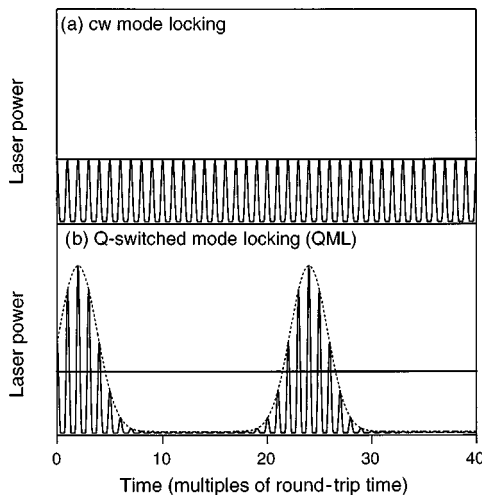 (a) cw mode locking
Laser power
(b) Q-switched mode locking (QML)
Laser power
0 10 20 30 40
Time (multiples of round-trip time)